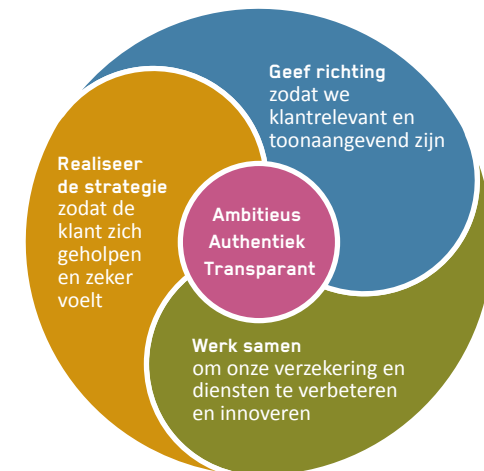 Geef richting
zodat we
klantrelevant en
toonaangevend zijn
Realiseer
de strategie
zodat de
klant zich
geholpen
en zeker
voelt
Ambitieus
Authentiek
Transparant
Werk samen
om onze verzekering en
diensten te verbeteren
en innoveren